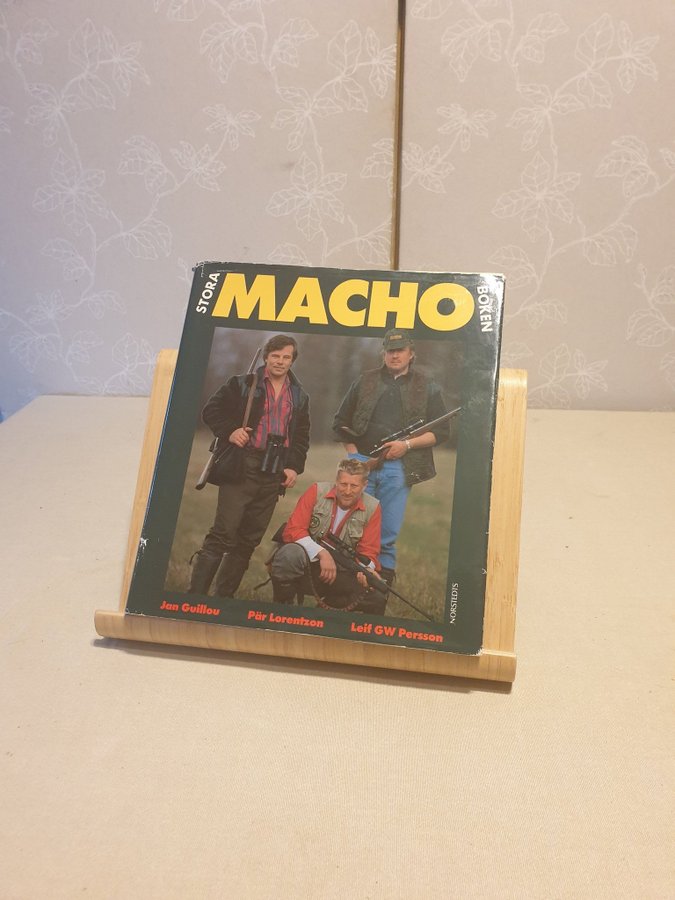 STORA
MACHO
BOKEN
NORSTEDTS
Jan Guillou
Pär Lorentzon
Leif GW Persson